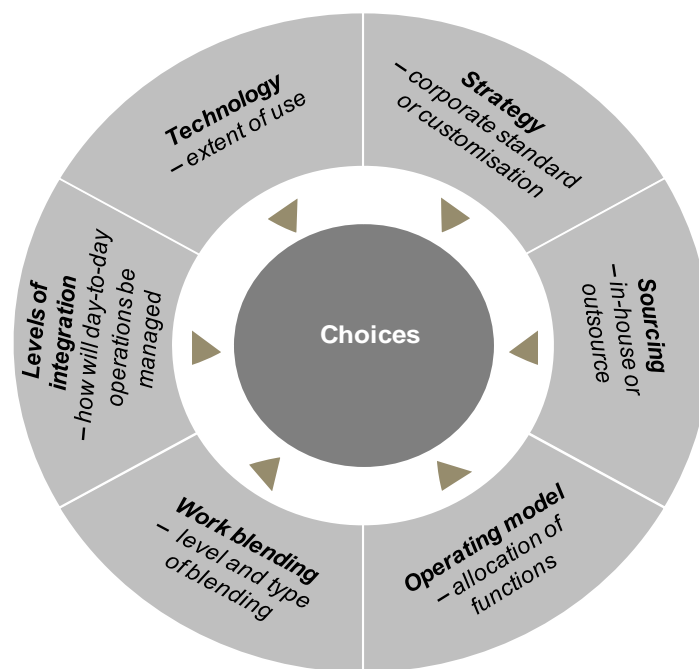 Technology
– extent of use
Strategy
– corporate standard
or customisation
Sourcing
– in-house or
outsource
Operating model
– allocation of
functions
Work blending
– level and type
of blending
Levels of
integration
– how will day-to-day
operations be
managed
Choices